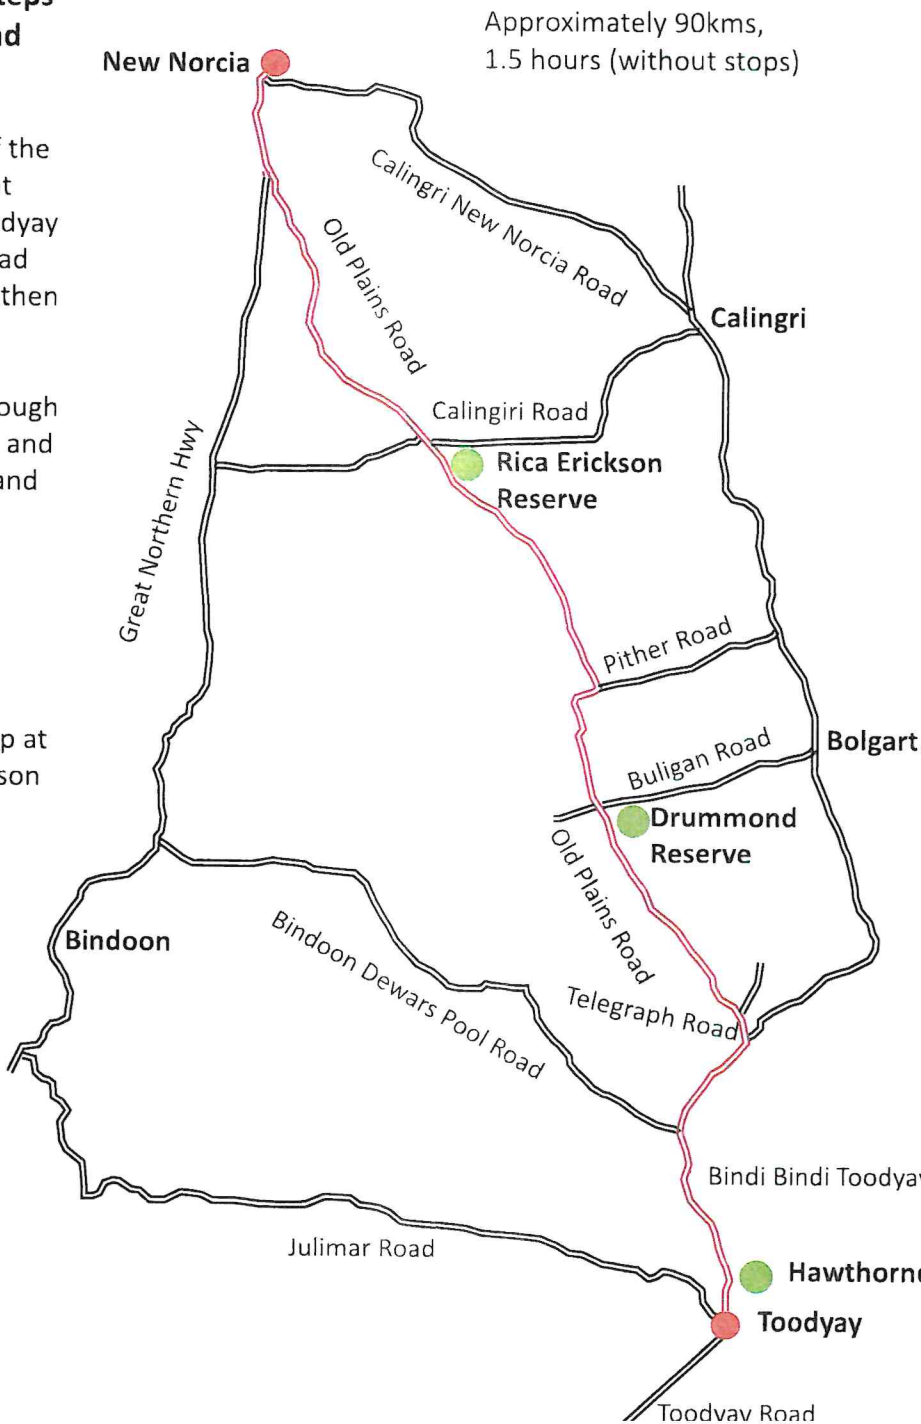 teps
nd
Approximately 90kms,
1.5 hours (without stops)
New Norcia
f the
t
dyay
ad
then
Calingri New Norcia Road
Old Plains Road
Calingri
ough
and
and
Calingiri Road
Rica Erickson
Reserve
Great Northern Hwy
Pither Road
p at
son
Bolgart
Buligan Road
Drummond
Reserve
Old Plains Road
Bindoon
Bindoon Dewars Pool Road
Telegraph Road
Bindi Bindi Toodyay
Julimar Road
Hawthorne
Toodyay
Toodyay Road